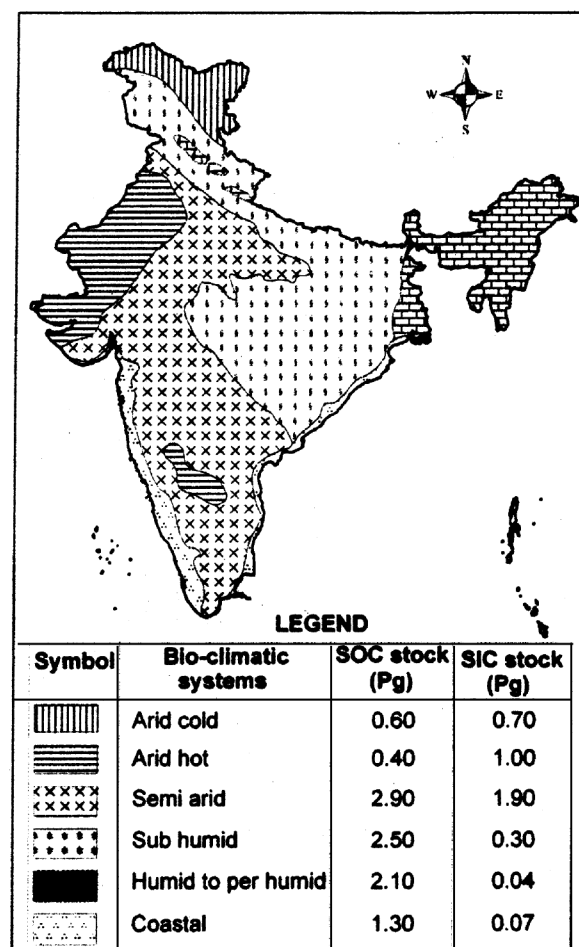 N
W E
S
LEGEND
Symbol Bio-climatic systems SOC stock (Pg) SIC stock (Pg)
Arid cold 0.60 0.70
Arid hot 0.40 1.00
Semi arid 2.90 1.90
Sub humid 2.50 0.30
Humid to per humid 2.10 0.04
Coastal 1.30 0.07